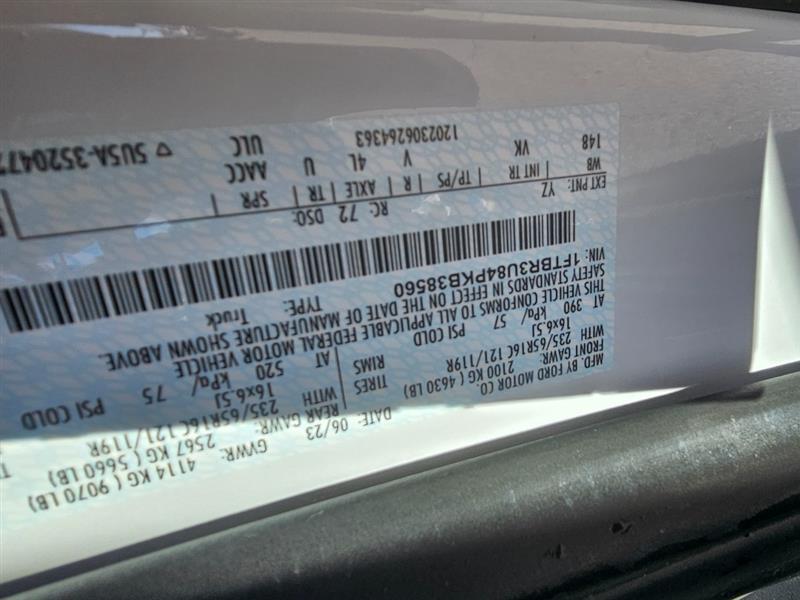 MFD. BY FORD MOTOR CO.
DATE: 06/23
GVWR: 4114 KG ( 9070 LB)
FRONT GAWR: 2100 KG ( 4630 LB)
REAR GAWR: 2567 KG ( 5660 LB)
WITH 235/65R16C 121/119R TIRES
WITH 235/65R16C 121/119R
16x6.5J RIMS
16x6.5J
AT 390 kPa/ 57 PSI COLD
AT 520 kPa/ 75 PSI COLD
THIS VEHICLE CONFORMS TO ALL APPLICABLE FEDERAL MOTOR VEHICLE
SAFETY STANDARDS IN EFFECT ON THE DATE OF MANUFACTURE SHOWN ABOVE.
VIN: 1FTBR3U84PKB38560
TYPE: Truck
EXT PNT: YZ RC: 72 DSO:
WB | INT TR | TP/PS | R | AXLE | TR | SPR
148 VK V 4L U AACC
120230626436​3 ULC ▽ 5U5A-352047